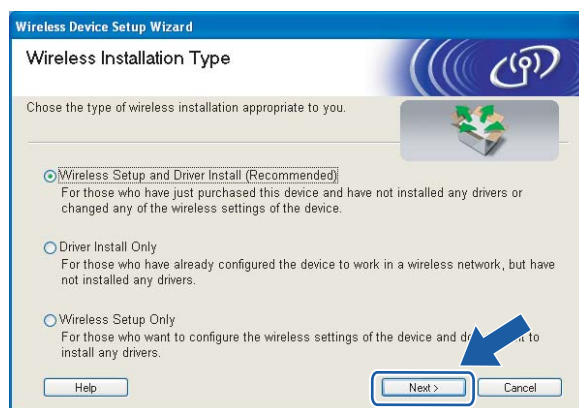 Wireless Device Setup Wizard
Wireless Installation Type
Chose the type of wireless installation appropriate to you.
Wireless Setup and Driver Install (Recommended)
For those who have just purchased this device and have not installed any drivers or
changed any of the wireless settings of the device.
Driver Install Only
For those who have already configured the device to work in a wireless network, but have
not installed any drivers.
Wireless Setup Only
For those who want to configure the wireless settings of the device and to
install any drivers.
Help Next > Cancel